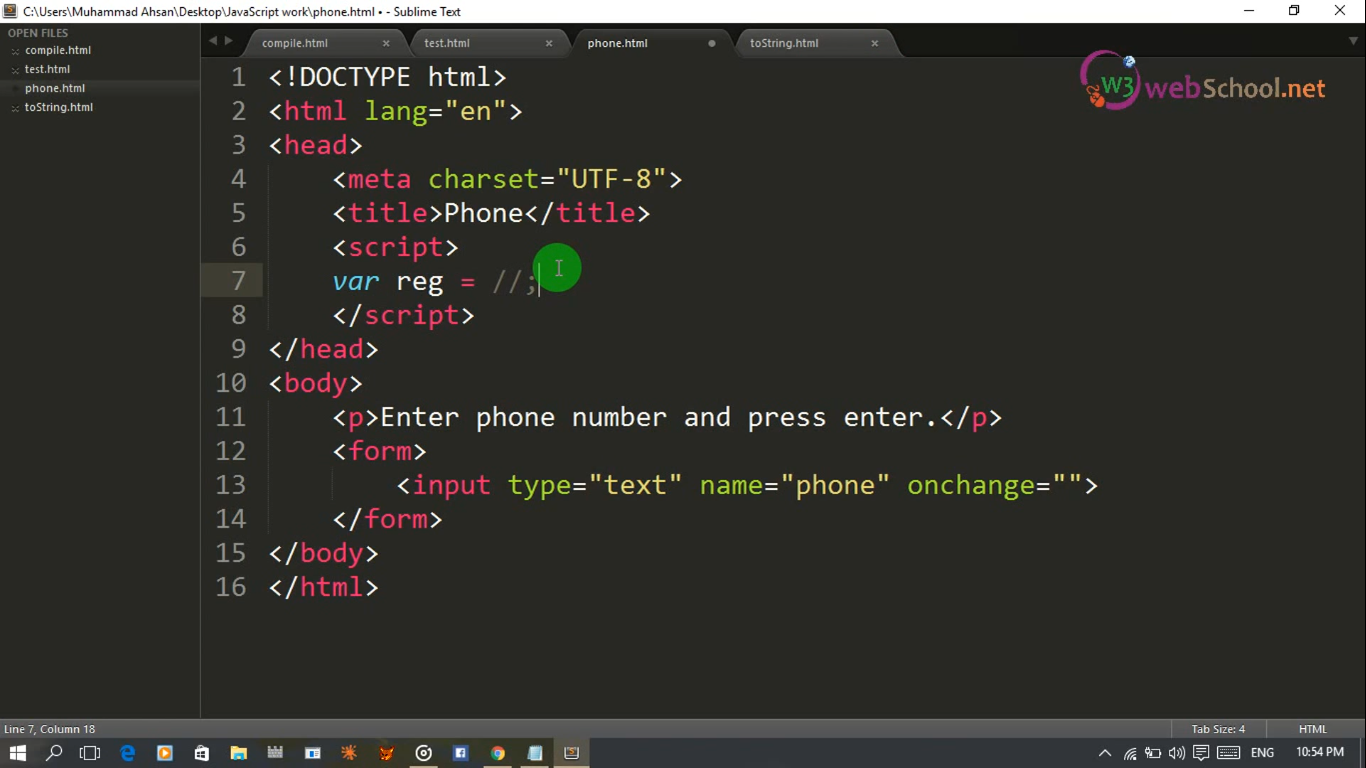 C:\Users\Muhammad Ahsan\Desktop\JavaScript work\phone.html • - Sublime Text
OPEN FILES
compile.html
test.html
phone.html
toString.html
compile.html × test.html × phone.html toString.html ×
W3 webSchool.net
1 <!DOCTYPE html>
2 <html lang="en">
3 <head>
4 <meta charset="UTF-8">
5 <title>Phone</title>
6 <script>
7 var reg = //;
8 </script>
9 </head>
10 <body>
11 <p>Enter phone number and press enter.</p>
12 <form>
13 <input type="text" name="phone" onchange="">
14 </form>
15 </body>
16 </html>
Line 7, Column 18
Tab Size: 4
HTML
ENG
10:54 PM